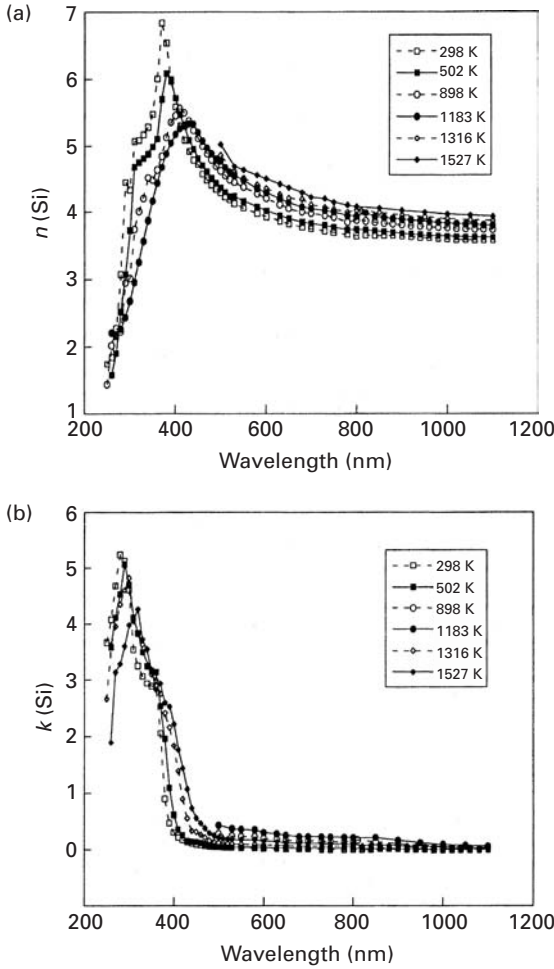 (a)
7
6
5
4
3
2
1
n (Si)
298 K
502 K
898 K
1183 K
1316 K
1527 K
200 400 600 800 1000 1200
Wavelength (nm)
(b)
6
5
4
3
2
1
0
k (Si)
298 K
502 K
898 K
1183 K
1316 K
1527 K
200 400 600 800 1000 1200
Wavelength (nm)